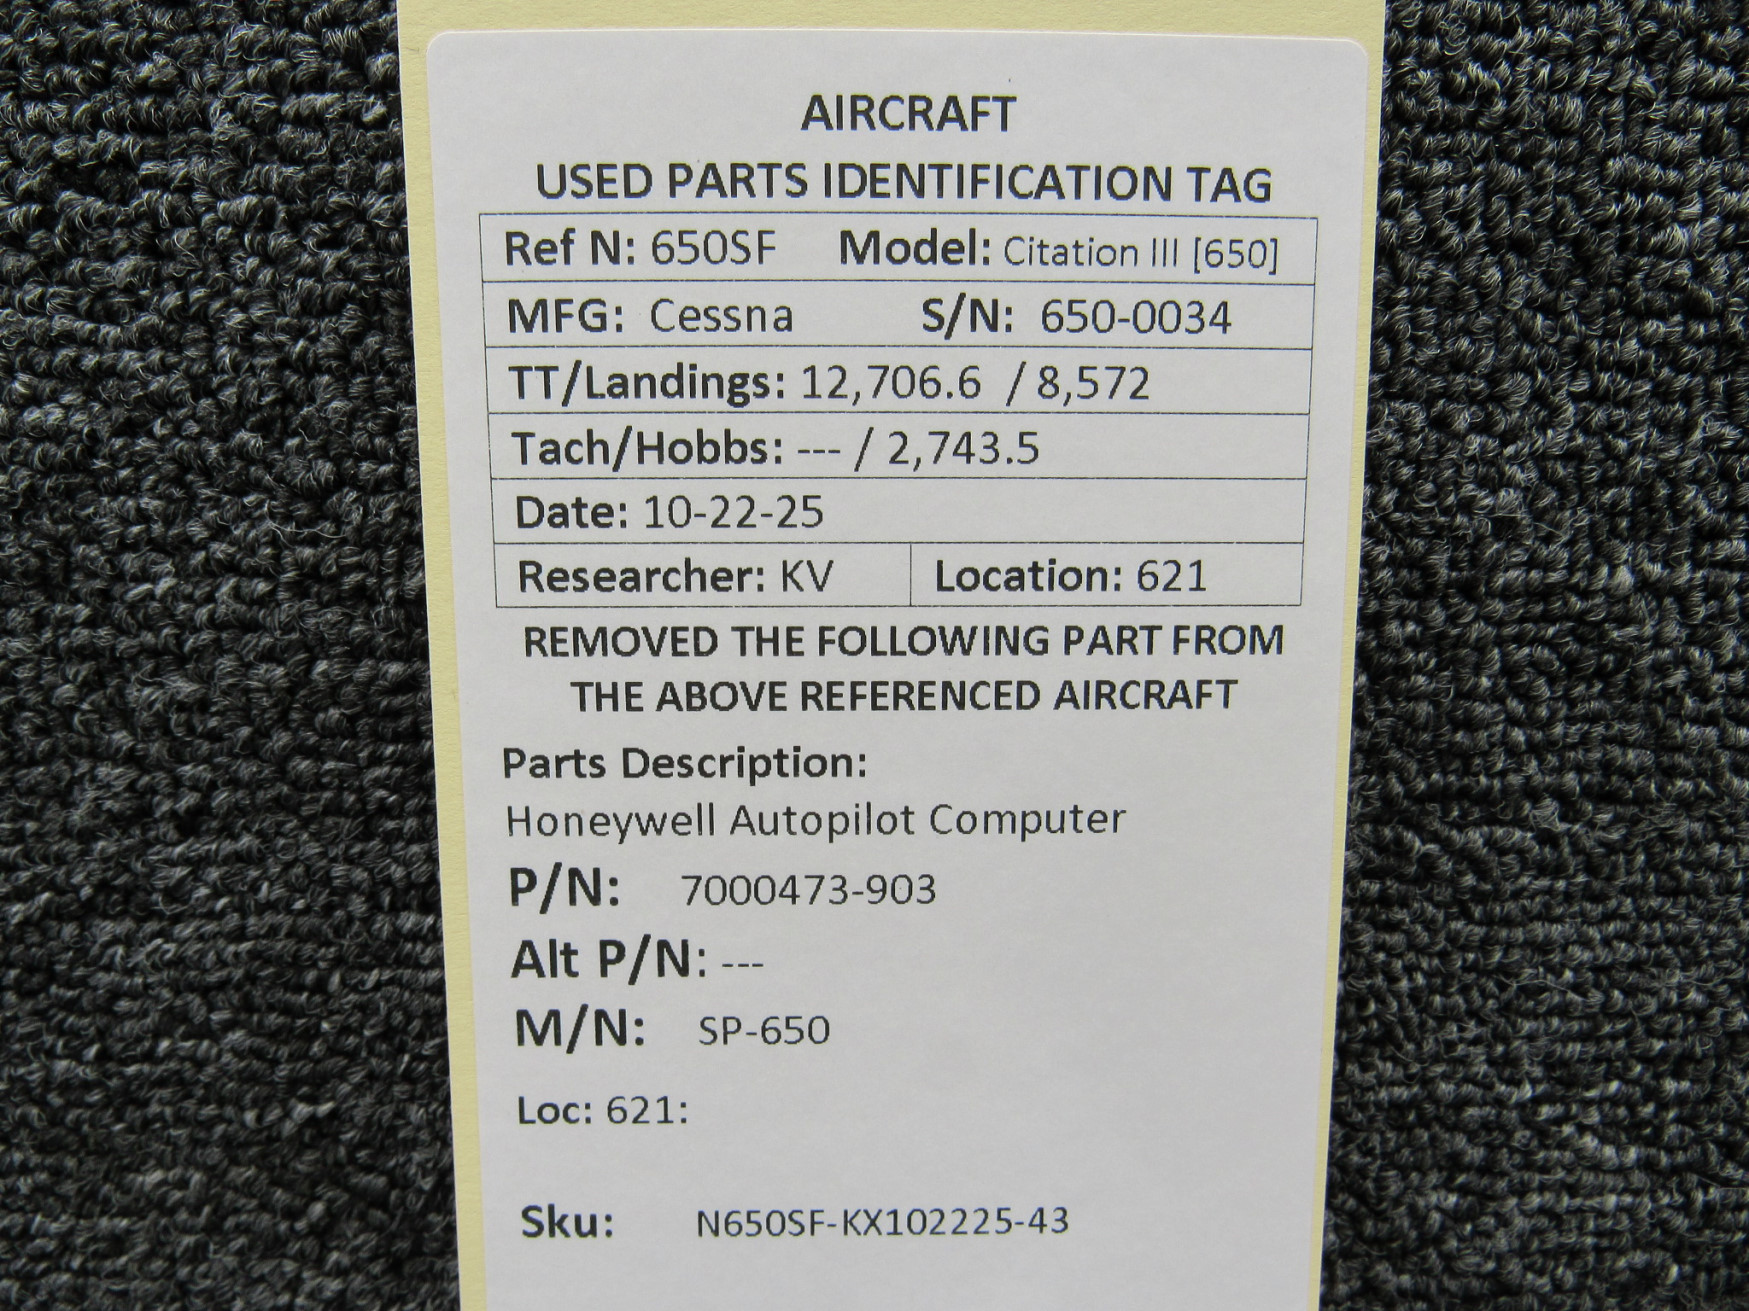 AIRCRAFT
USED PARTS IDENTIFICATION TAG
Ref N: 650SF Model: Citation III [650]
MFG: Cessna S/N: 650-0034
TT/Landings: 12,706.6 / 8,572
Tach/Hobbs: --- / 2,743.5
Date: 10-22-25
Researcher: KV Location: 621
REMOVED THE FOLLOWING PART FROM
THE ABOVE REFERENCED AIRCRAFT
Parts Description:
Honeywell Autopilot Computer
P/N: 7000473-903
Alt P/N: ---
M/N: SP-650
Loc: 621:
Sku: N650SF-KX102225-43